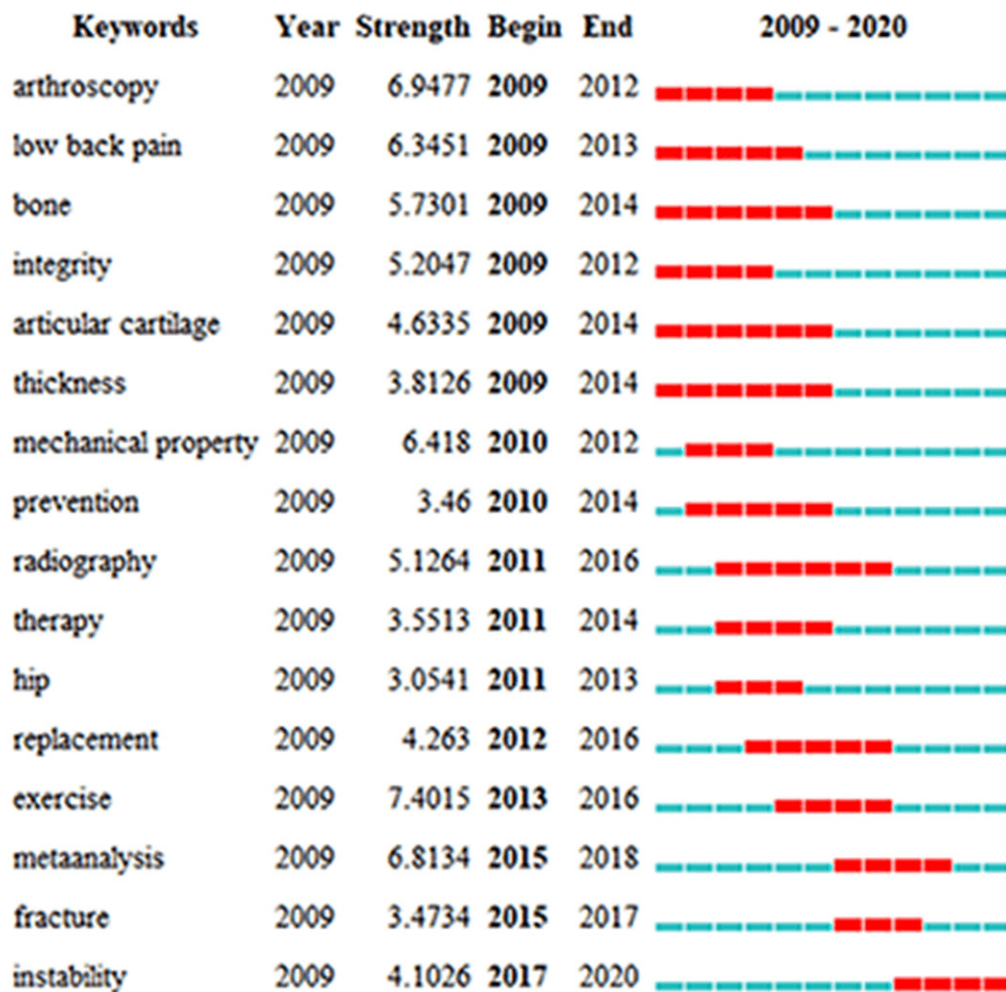 Keywords Year Strength Begin End 2009 - 2020
arthroscopy 2009 6.9477 2009 2012
low back pain 2009 6.3451 2009 2013
bone 2009 5.7301 2009 2014
integrity 2009 5.2047 2009 2012
articular cartilage 2009 4.6335 2009 2014
thickness 2009 3.8126 2009 2014
mechanical property 2009 6.418 2010 2012
prevention 2009 3.46 2010 2014
radiography 2009 5.1264 2011 2016
therapy 2009 3.5513 2011 2014
hip 2009 3.0541 2011 2013
replacement 2009 4.263 2012 2016
exercise 2009 7.4015 2013 2016
metaanalysis 2009 6.8134 2015 2018
fracture 2009 3.4734 2015 2017
instability 2009 4.1026 2017 2020